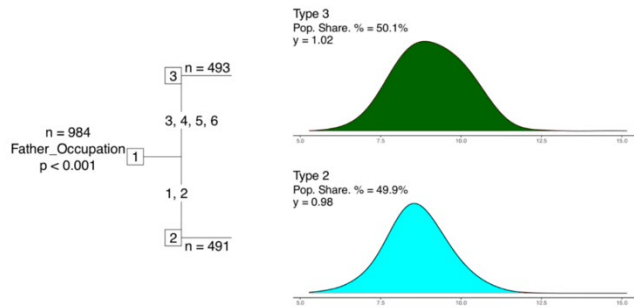 n = 984
Father_Occupation
p < 0.001
1
3
n = 493
3, 4, 5, 6
1, 2
2
n = 491
Type 3
Pop. Share. % = 50.1%
y = 1.02
5.0 7.5 10.0 12.5 15.0
Type 2
Pop. Share. % = 49.9%
y = 0.98
5.0 7.5 10.0 12.5 15.0